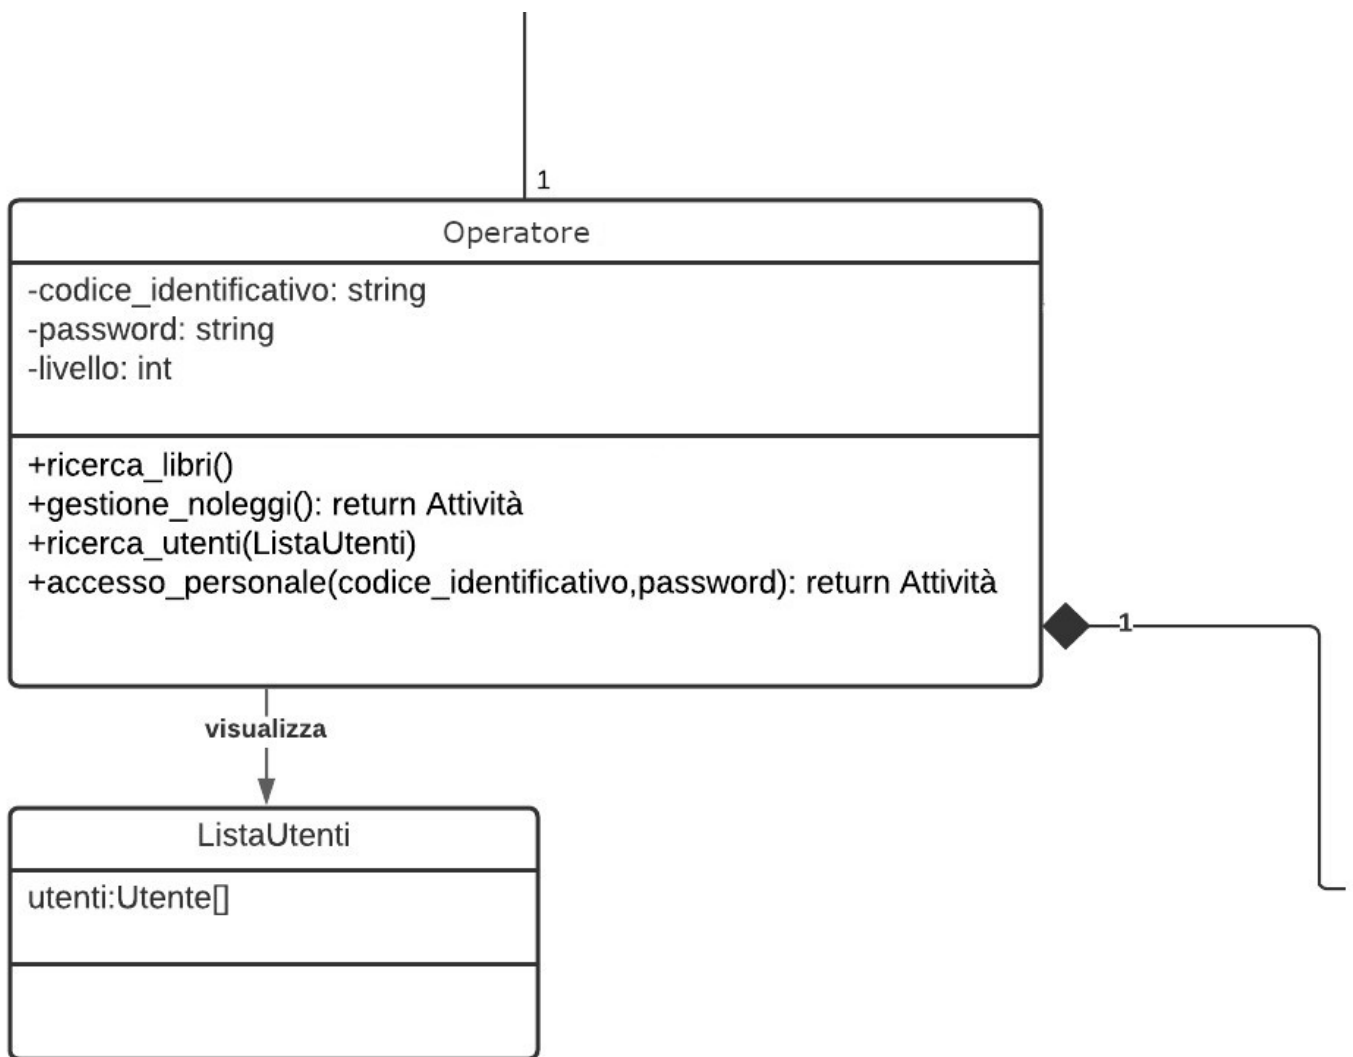 1
Operatore
-codice_identificativo: string
-password: string
-livello: int
+ricerca_libri()
+gestione_noleggi(): return Attività
+ricerca_utenti(ListaUtenti)
+accesso_personale(codice_identificativo,password): return Attività
1
visualizza
ListaUtenti
utenti:Utente[]